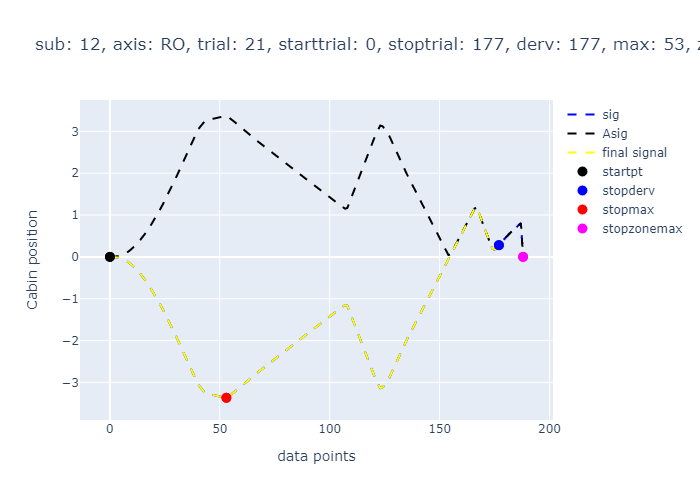 sub: 12, axis: RO, trial: 21, starttrial: 0, stoptrial: 177, derv: 177, max: 53,
sig
Asig
final signal
startpt
stopderv
stopmax
stopzonemax
Cabin position
3
2
1
0
−1
−2
−3
0
50
100
150
200
data points